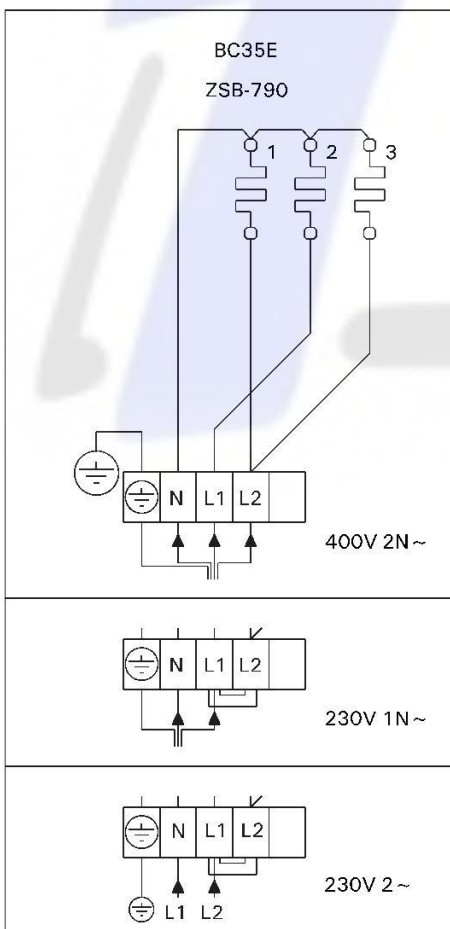 BC35E
ZSB-790
1 2 3
N L1 L2
400V 2N~
N L1 L2
230V 1N~
N L1 L2
230V 2~
L1 L2